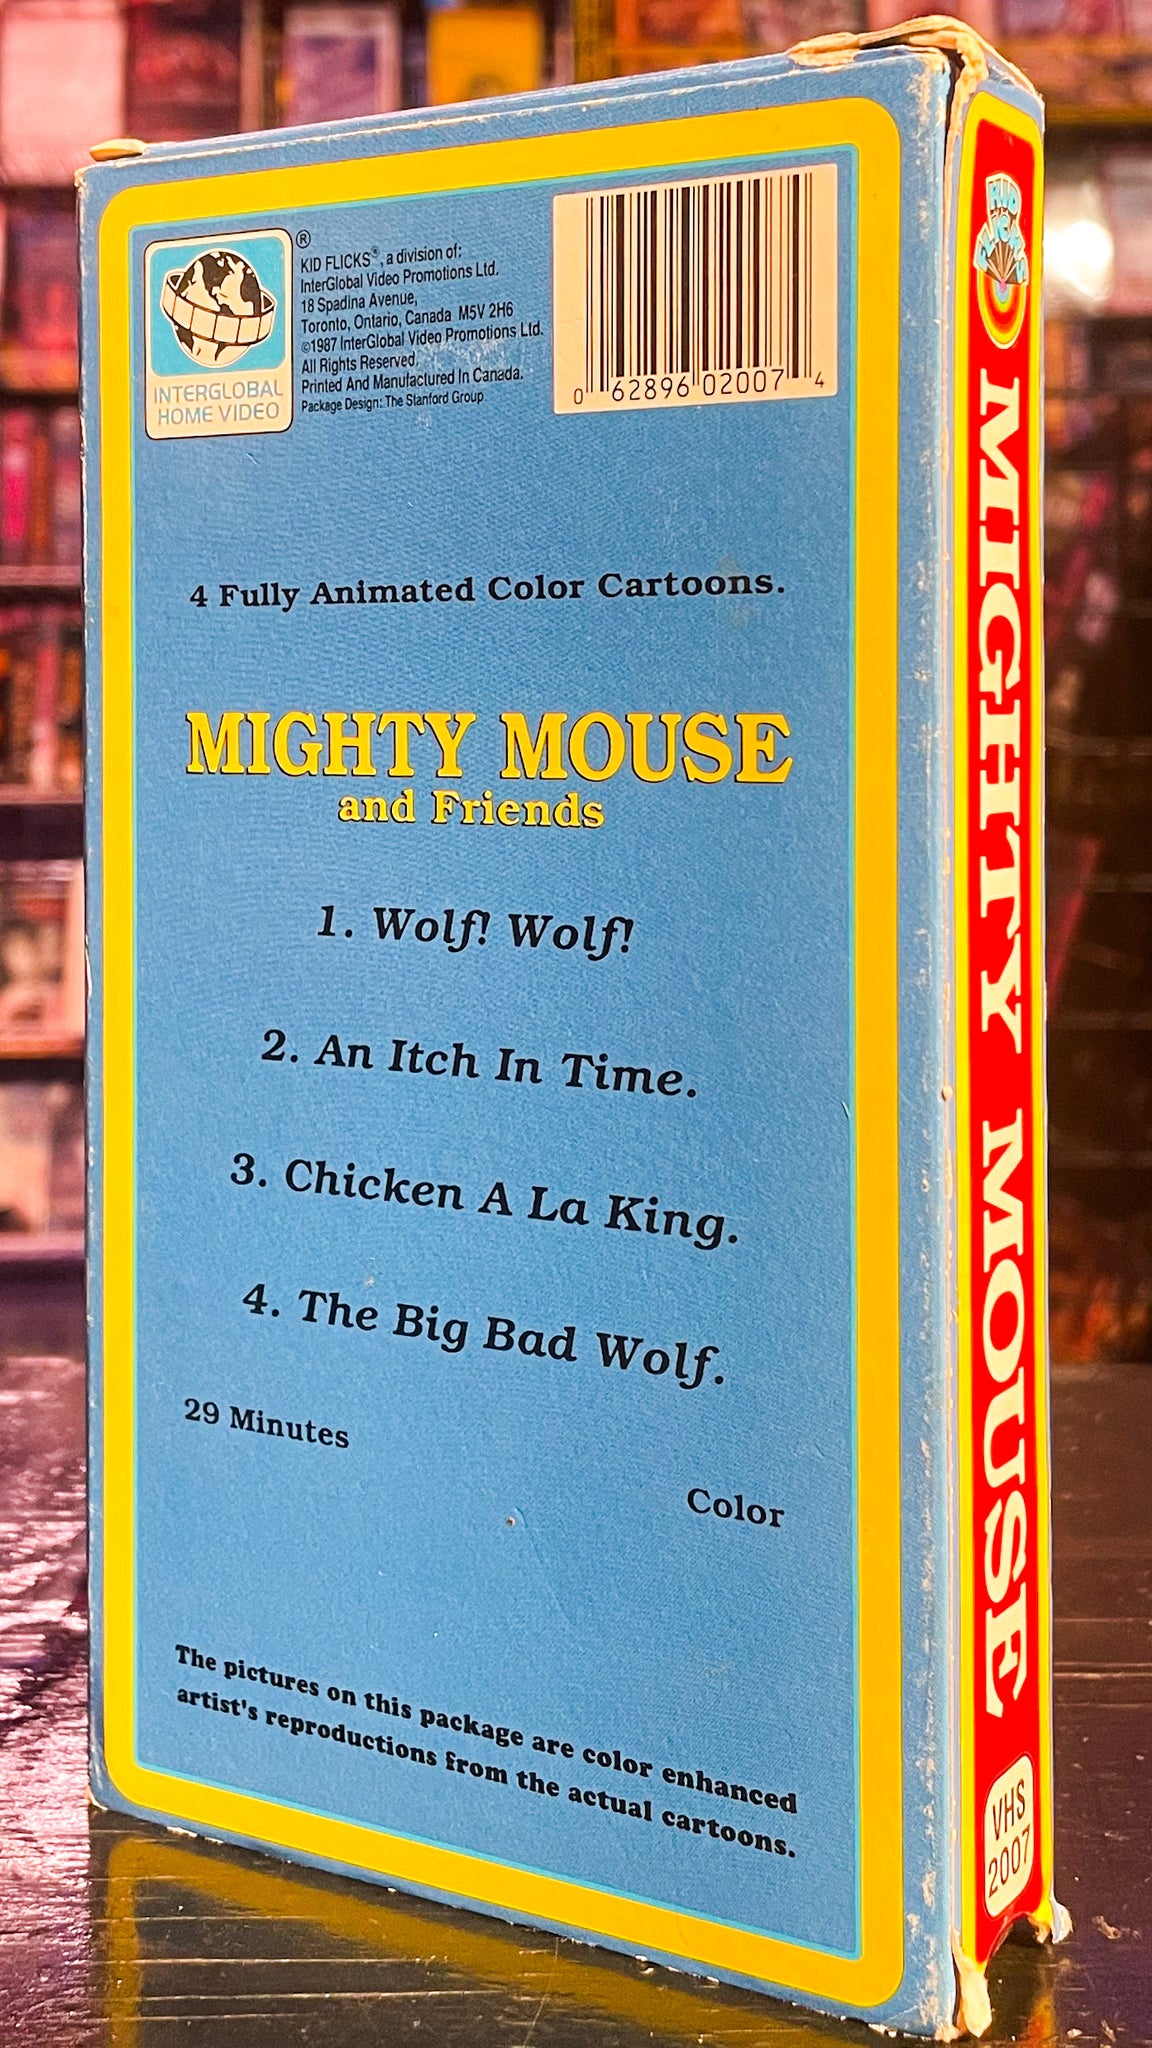 INTERGLOBAL
HOME VIDEO
®
KID FLICKS®, a division of:
InterGlobal Video Promotions Ltd.
18 Spadina Avenue,
Toronto, Ontario, Canada M5V 2H6
©1987 InterGlobal Video Promotions Ltd.
All Rights Reserved.
Printed And Manufactured In Canada.
Package Design: The Stanford Group.
0 62896 02007 4
4 Fully Animated Color Cartoons.
MIGHTY MOUSE
and Friends
1. Wolf! Wolf!
2. An Itch In Time.
3. Chicken A La King.
4. The Big Bad Wolf.
29 Minutes
Color
The pictures on this package are color enhanced
artist's reproductions from the actual cartoons.
KID
FLICKS
MIGHTY MOUSE
VHS
2007